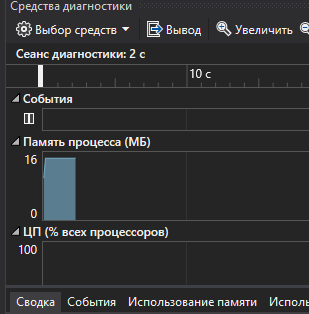 Средства диагностики
Выбор средств Вывод Увеличить
Сеанс диагностики: 2 с
10 с
События
Память процесса (МБ)
16
0
ЦП (% всех процессоров)
100
Сводка События Использование памяти Исполь